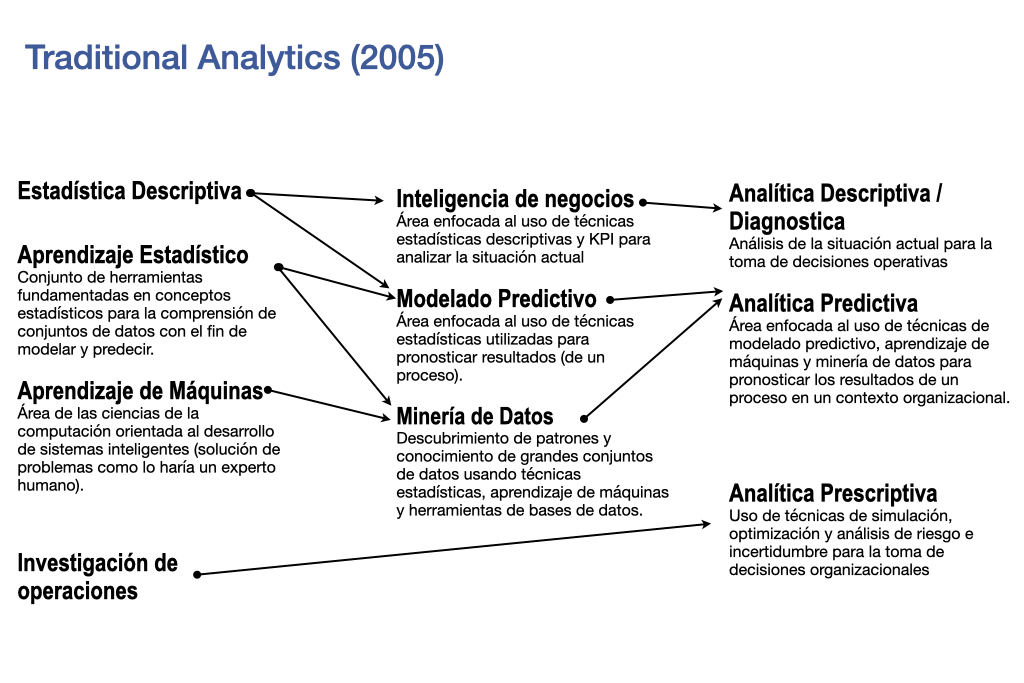 Traditional Analytics (2005)
Estadística Descriptiva
Aprendizaje Estadístico
Conjunto de herramientas
fundamentadas en conceptos
estadísticos para la comprensión de
conjuntos de datos con el fin de
modelar y predecir.
Aprendizaje de Máquinas
Área de las ciencias de la
computación orientada al desarrollo
de sistemas inteligentes (solución de
problemas como lo haría un experto
humano).
Investigación de
operaciones
Inteligencia de negocios
Área enfocada al uso de técnicas
estadísticas descriptivas y KPI para
analizar la situación actual
Modelado Predictivo
Área enfocada al uso de técnicas
estadísticas utilizadas para
pronosticar resultados (de un
proceso).
Minería de Datos
Descubrimiento de patrones y
conocimiento de grandes conjuntos
de datos usando técnicas
estadísticas, aprendizaje de máquinas
y herramientas de bases de datos.
Analítica Descriptiva /
Diagnostica
Análisis de la situación actual para la
toma de decisiones operativas
Analítica Predictiva
Área enfocada al uso de técnicas de
modelado predictivo, aprendizaje de
máquinas y minería de datos para
pronosticar los resultados de un
proceso en un contexto organizacional.
Analítica Prescriptiva
Uso de técnicas de simulación,
optimización y análisis de riesgo e
incertidumbre para la toma de
decisiones organizacionales